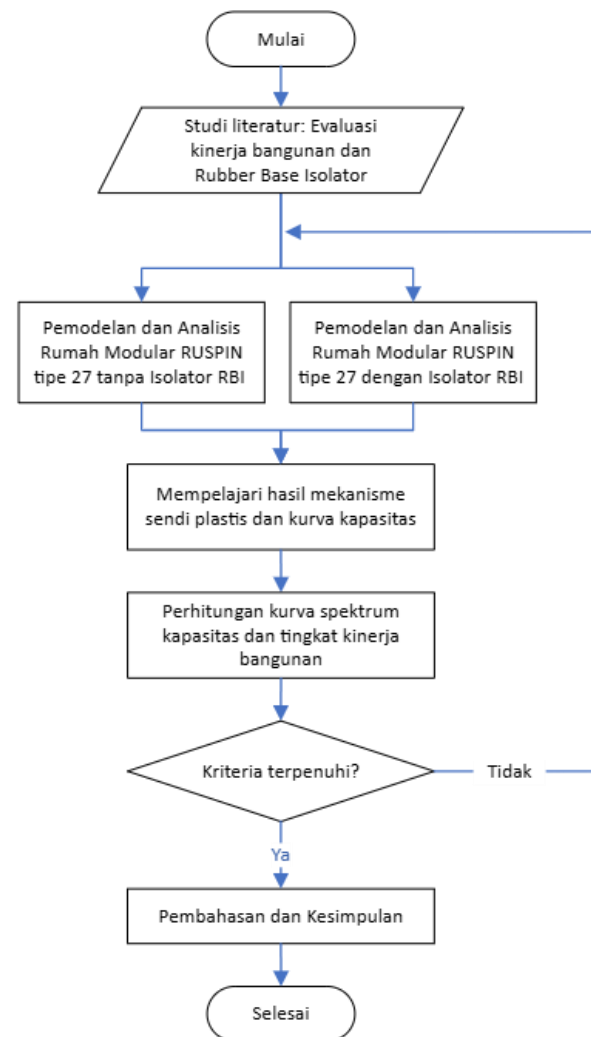 Mulai
Studi literatur: Evaluasi
kinerja bangunan dan
Rubber Base Isolator
Pemodelan dan Analisis
Rumah Modular RUSPIN
tipe 27 tanpa Isolator RBI
Pemodelan dan Analisis
Rumah Modular RUSPIN
tipe 27 dengan Isolator RBI
Mempelajari hasil mekanisme
sendi plastis dan kurva kapasitas
Perhitungan kurva spektrum
kapasitas dan tingkat kinerja
bangunan
Kriteria terpenuhi?
Tidak
Ya
Pembahasan dan Kesimpulan
Selesai